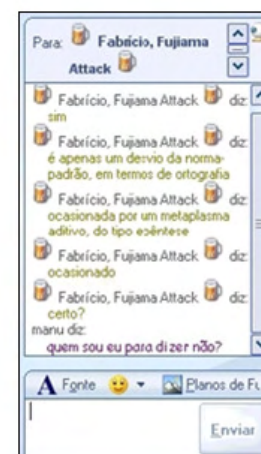 Para: Fabrício, Fujiama
Attack
Fabrício, Fujiama Attack diz:
sim
Fabrício, Fujiama Attack diz:
é apenas um desvio da norma-
padrão, em termos de ortografia
Fabrício, Fujiama Attack diz:
ocasionada por um metaplasma
aditivo, do tipo epêntese
Fabrício, Fujiama Attack diz:
ocasionado
Fabrício, Fujiama Attack diz:
certo?
manu diz:
quem sou eu para dizer não?
A Fonte Planos de Fu
Enviar